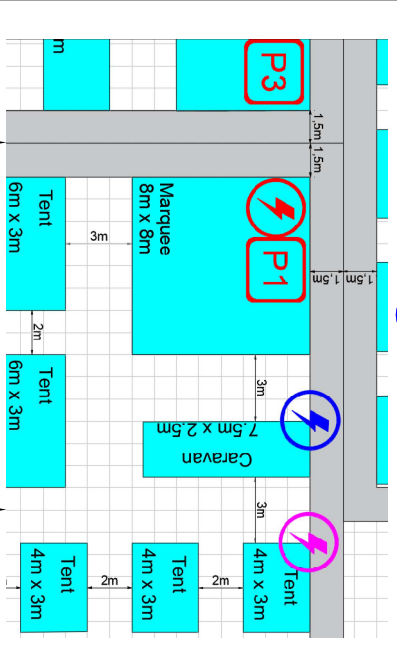 m
P3
1,5m
1,5m
Tent
6m x 3m
3m
Marquee
8m x 8m
P1
1,5m
1,5m
2m
Tent
6m x 3m
3m
Caravan
7.5m x 2.5m
3m
Tent
4m x 3m
2m
Tent
4m x 3m
2m
Tent
4m x 3m